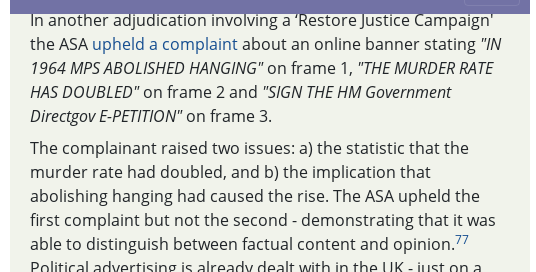 In another adjudication involving a ‘Restore Justice Campaign'
the ASA upheld a complaint about an online banner stating "IN
1964 MPS ABOLISHED HANGING" on frame 1, "THE MURDER RATE
HAS DOUBLED" on frame 2 and "SIGN THE HM Government
Directgov E-PETITION" on frame 3.
The complainant raised two issues: a) the statistic that the
murder rate had doubled, and b) the implication that
abolishing hanging had caused the rise. The ASA upheld the
first complaint but not the second - demonstrating that it was
able to distinguish between factual content and opinion.77
Political advertising is already dealt with in the UK - just on a